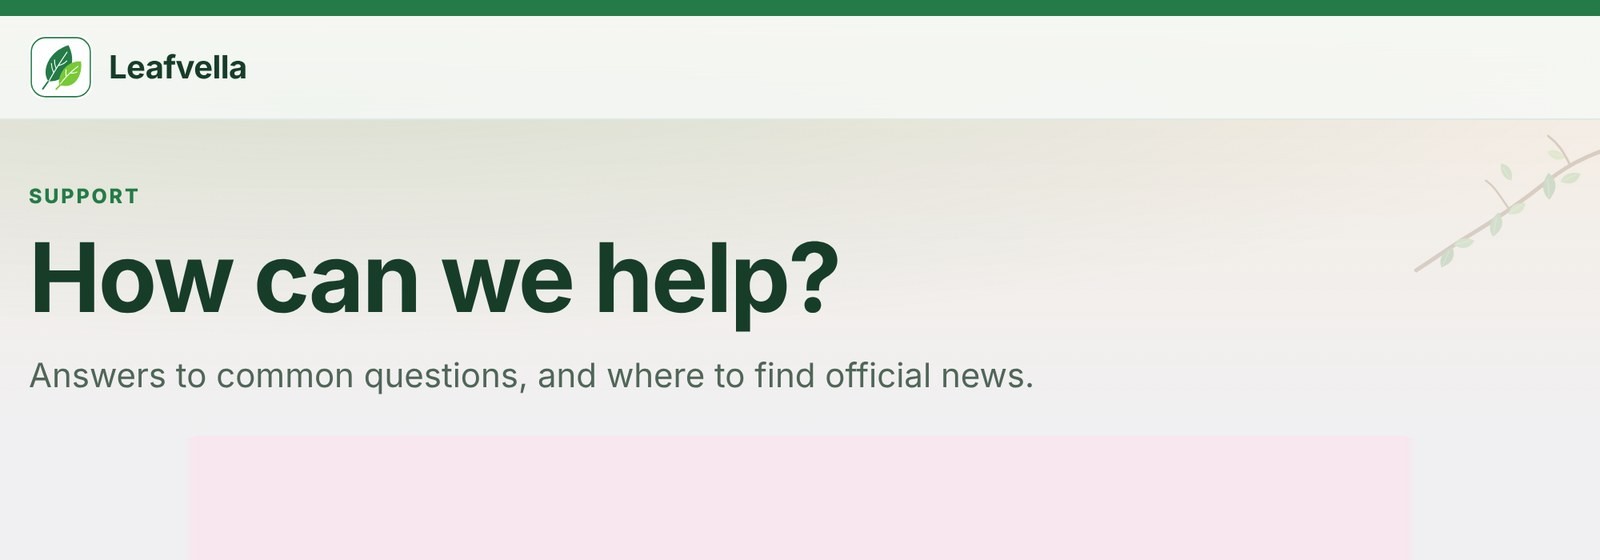 Leafvella
SUPPORT
How can we help?
Answers to common questions, and where to find official news.